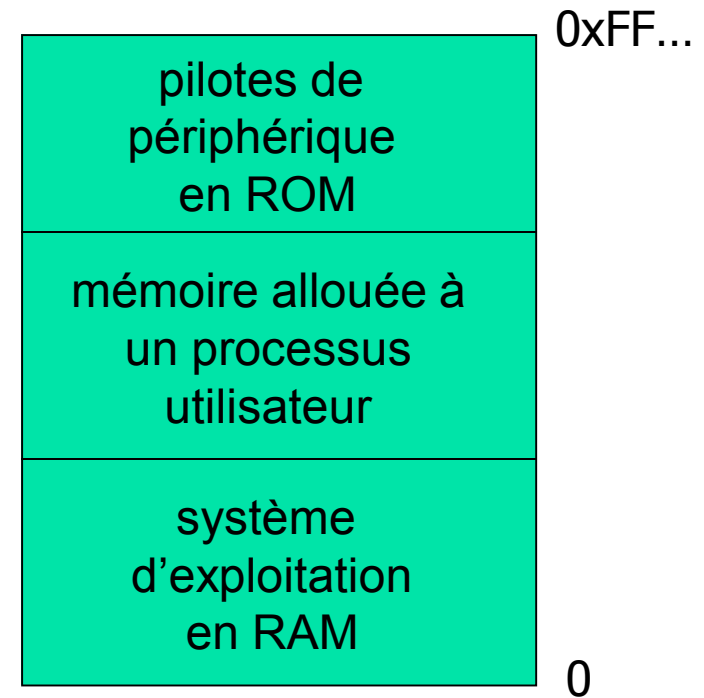 0xFF...
pilotes de
périphérique
en ROM
mémoire allouée à
un processus
utilisateur
système
d’exploitation
en RAM
0